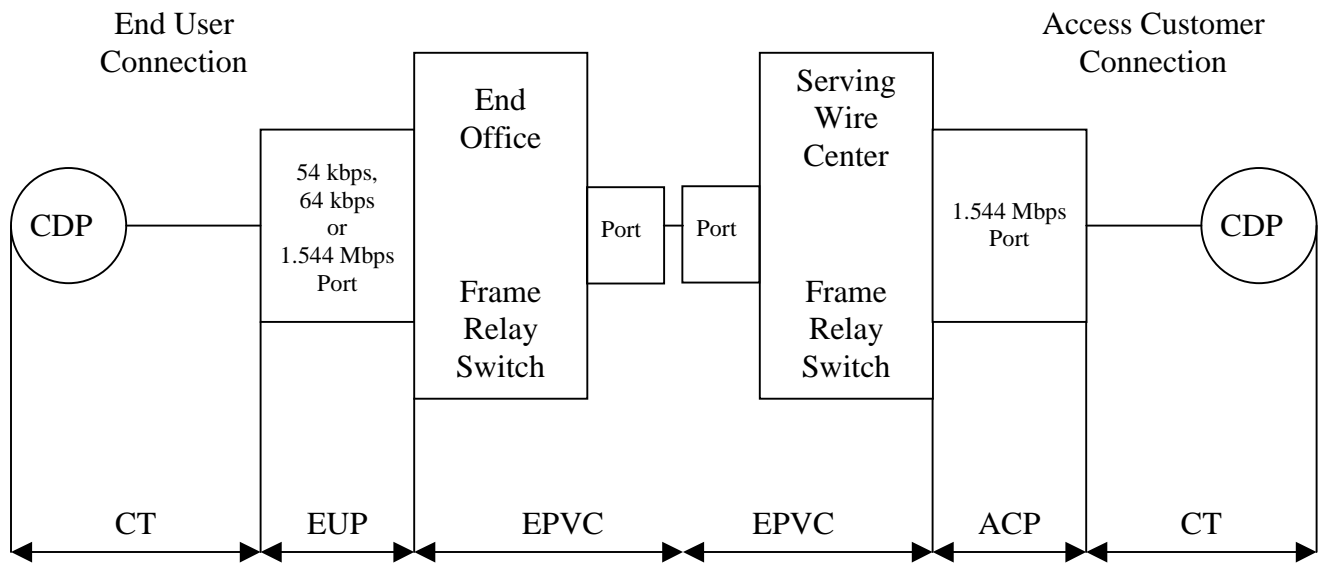 End User
Connection
Access Customer
Connection
End
Office
Frame
Relay
Switch
Serving
Wire
Center
Frame
Relay
Switch
CDP
54 kbps,
64 kbps
or
1.544 Mbps
Port
Port
Port
1.544 Mbps
Port
CDP
CT
EUP
EPVC
EPVC
ACP
CT